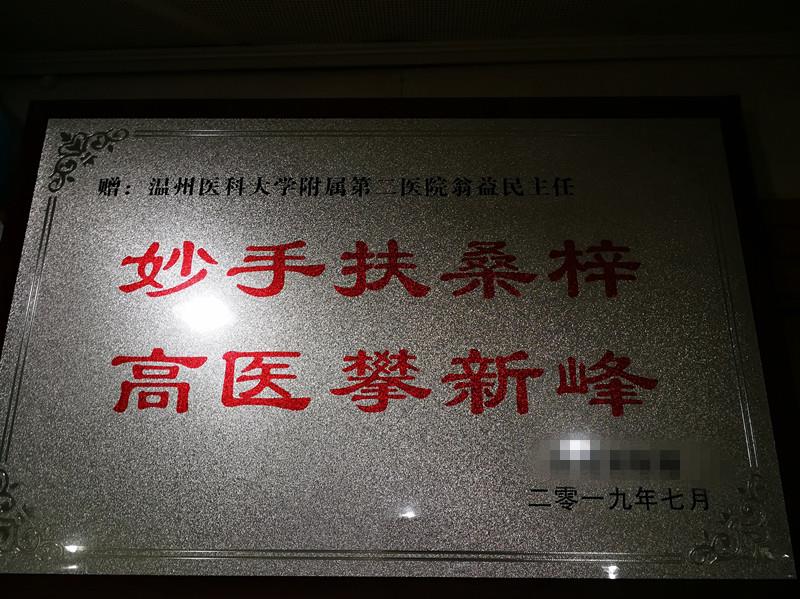 赠：温州医科大学附属第二医院翁益民主任
妙手扶桑梓
高医攀新峰
二零一九年七月